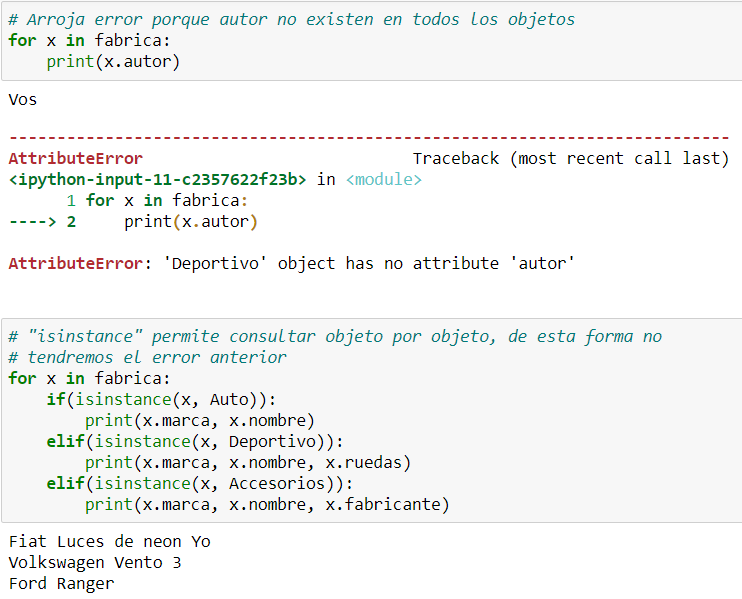 # Arroja error porque autor no existen en todos los objetos
for x in fabrica:
    print(x.autor)
Vos
---------------------------------------------------------------------------
AttributeError                            Traceback (most recent call last)
<ipython-input-11-c2357622f23b> in <module>
      1 for x in fabrica:
----> 2     print(x.autor)
AttributeError: 'Deportivo' object has no attribute 'autor'
# "isinstance" permite consultar objeto por objeto, de esta forma no
# tendremos el error anterior
for x in fabrica:
    if(isinstance(x, Auto)):
        print(x.marca, x.nombre)
    elif(isinstance(x, Deportivo)):
        print(x.marca, x.nombre, x.ruedas)
    elif(isinstance(x, Accesorios)):
        print(x.marca, x.nombre, x.fabricante)
Fiat Luces de neon Yo
Volkswagen Vento 3
Ford Ranger